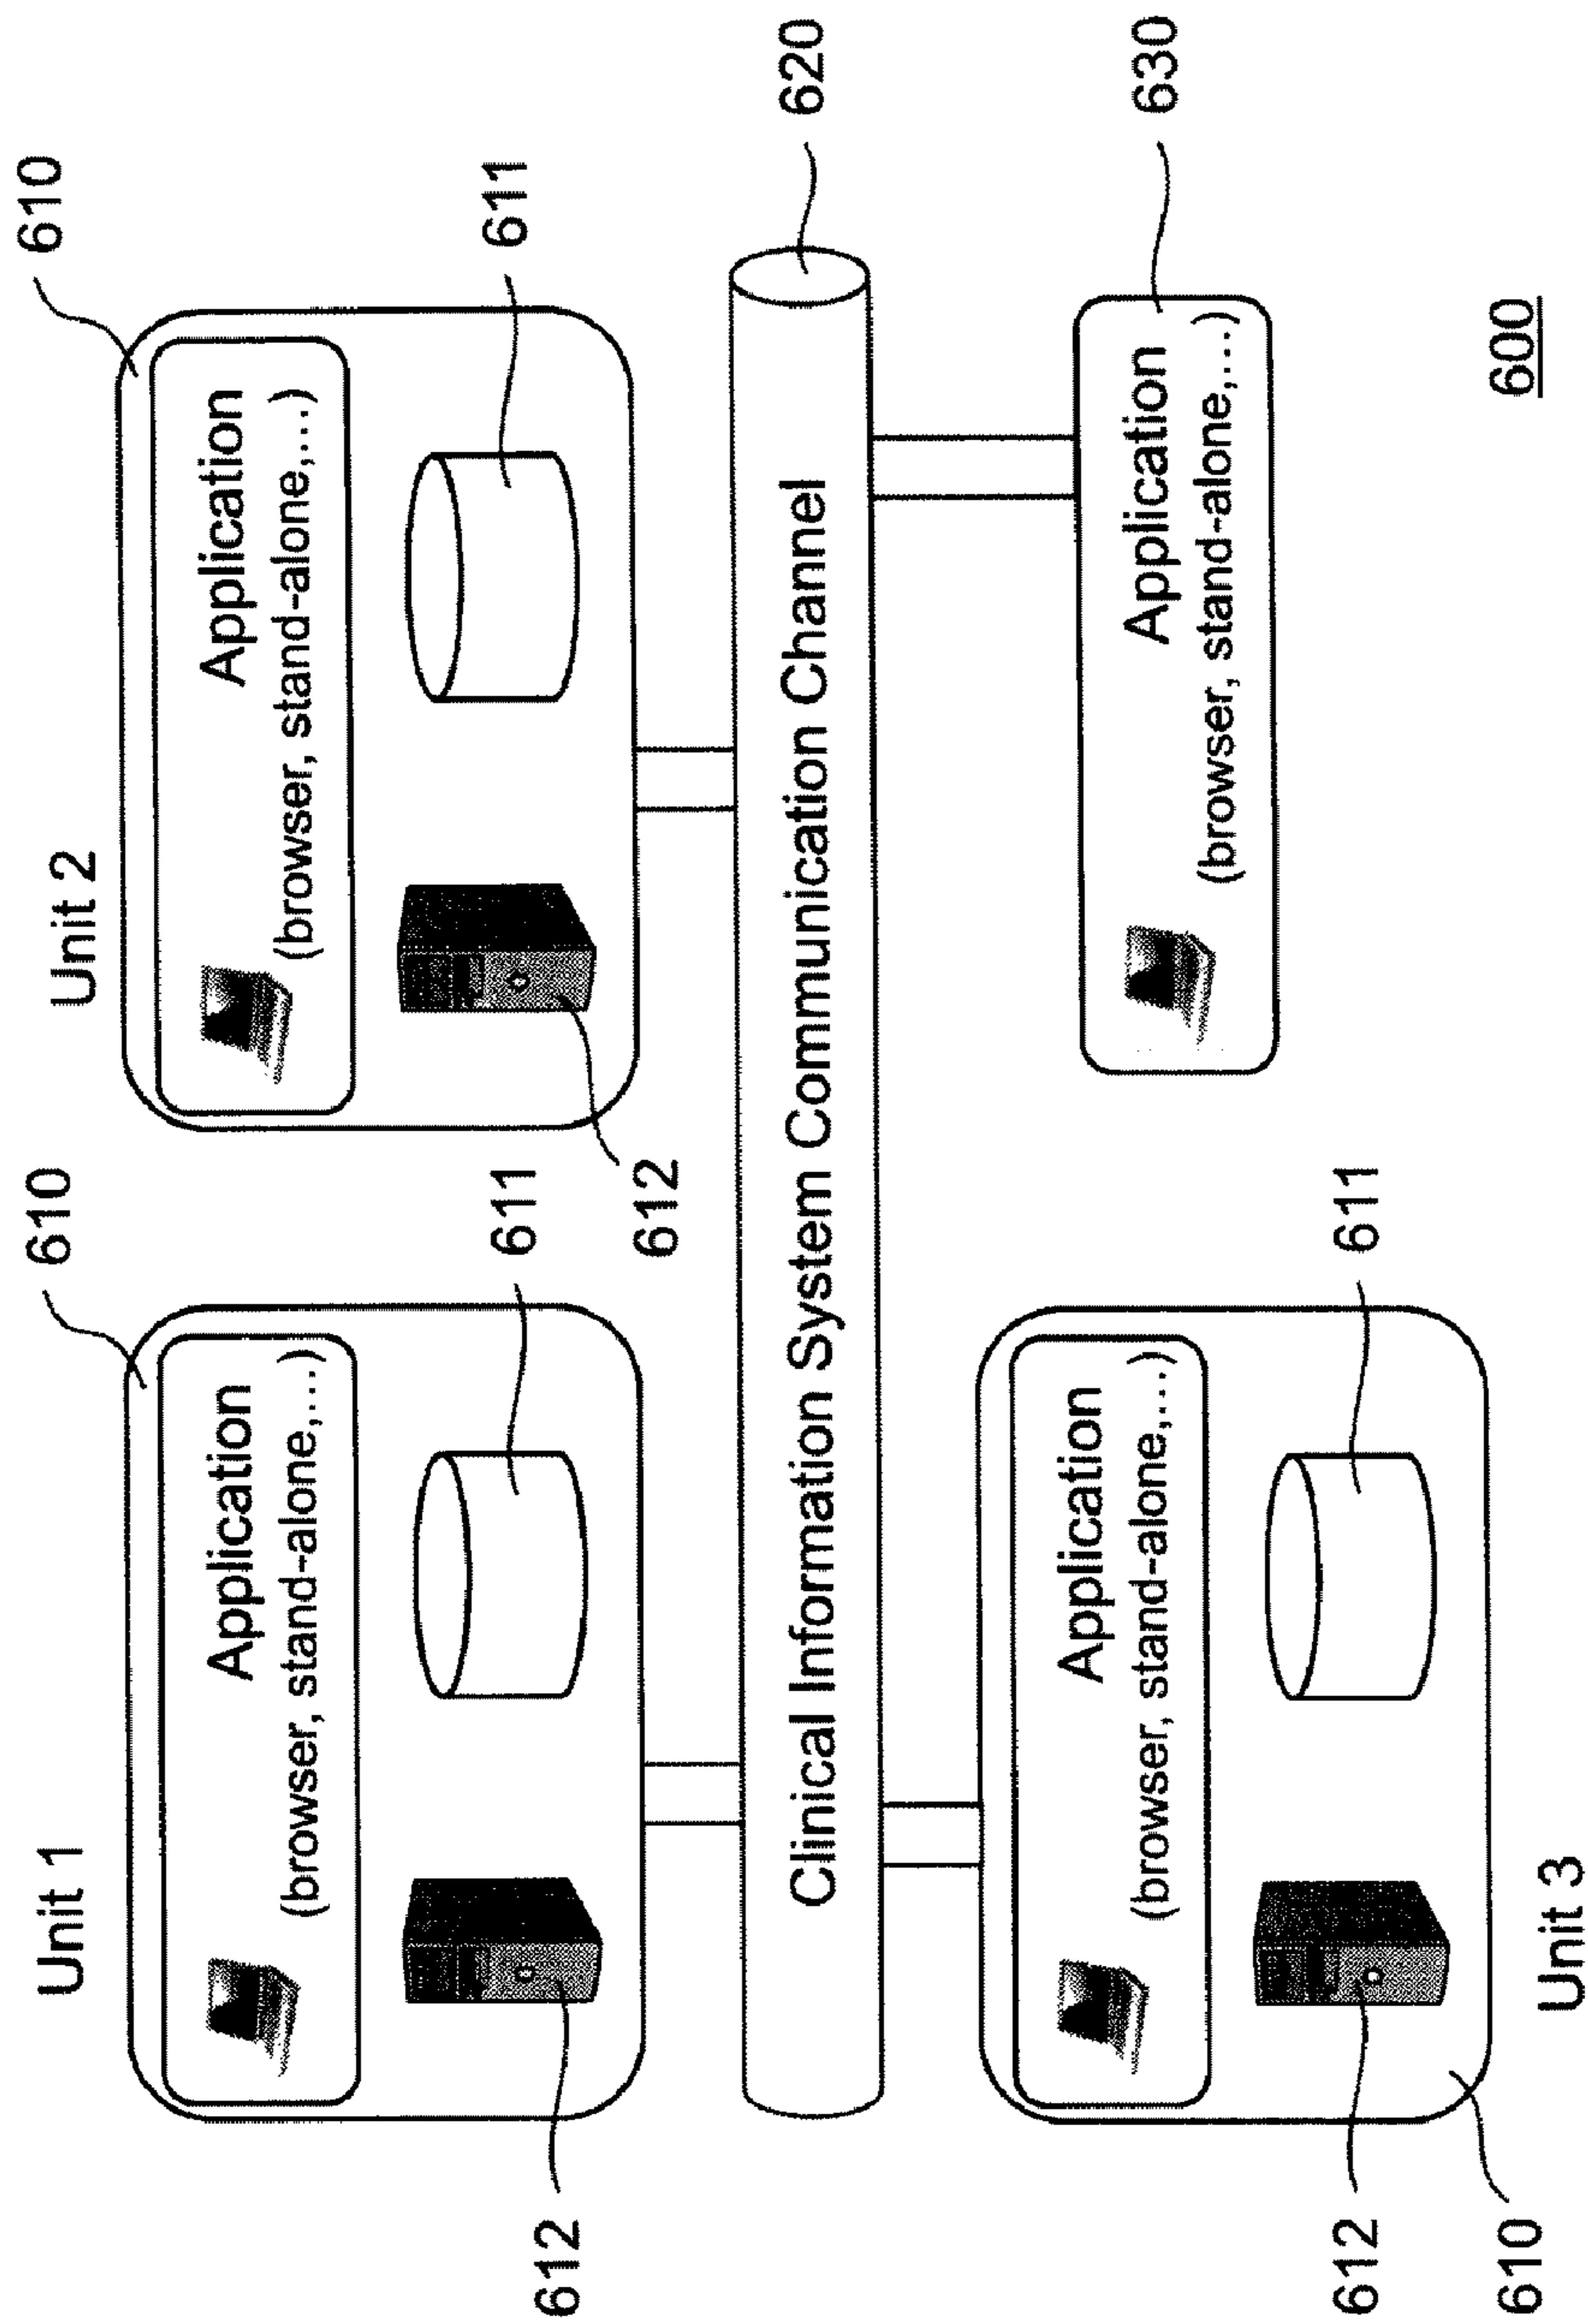 Unit 1
610
Application
(browser, stand-alone,...)
611
612
Unit 2
610
Application
(browser, stand-alone,...)
611
612
Clinical Information System Communication Channel
620
Application
(browser, stand-alone,...)
611
612
610
Unit 3
Application
(browser, stand-alone,...)
630
600